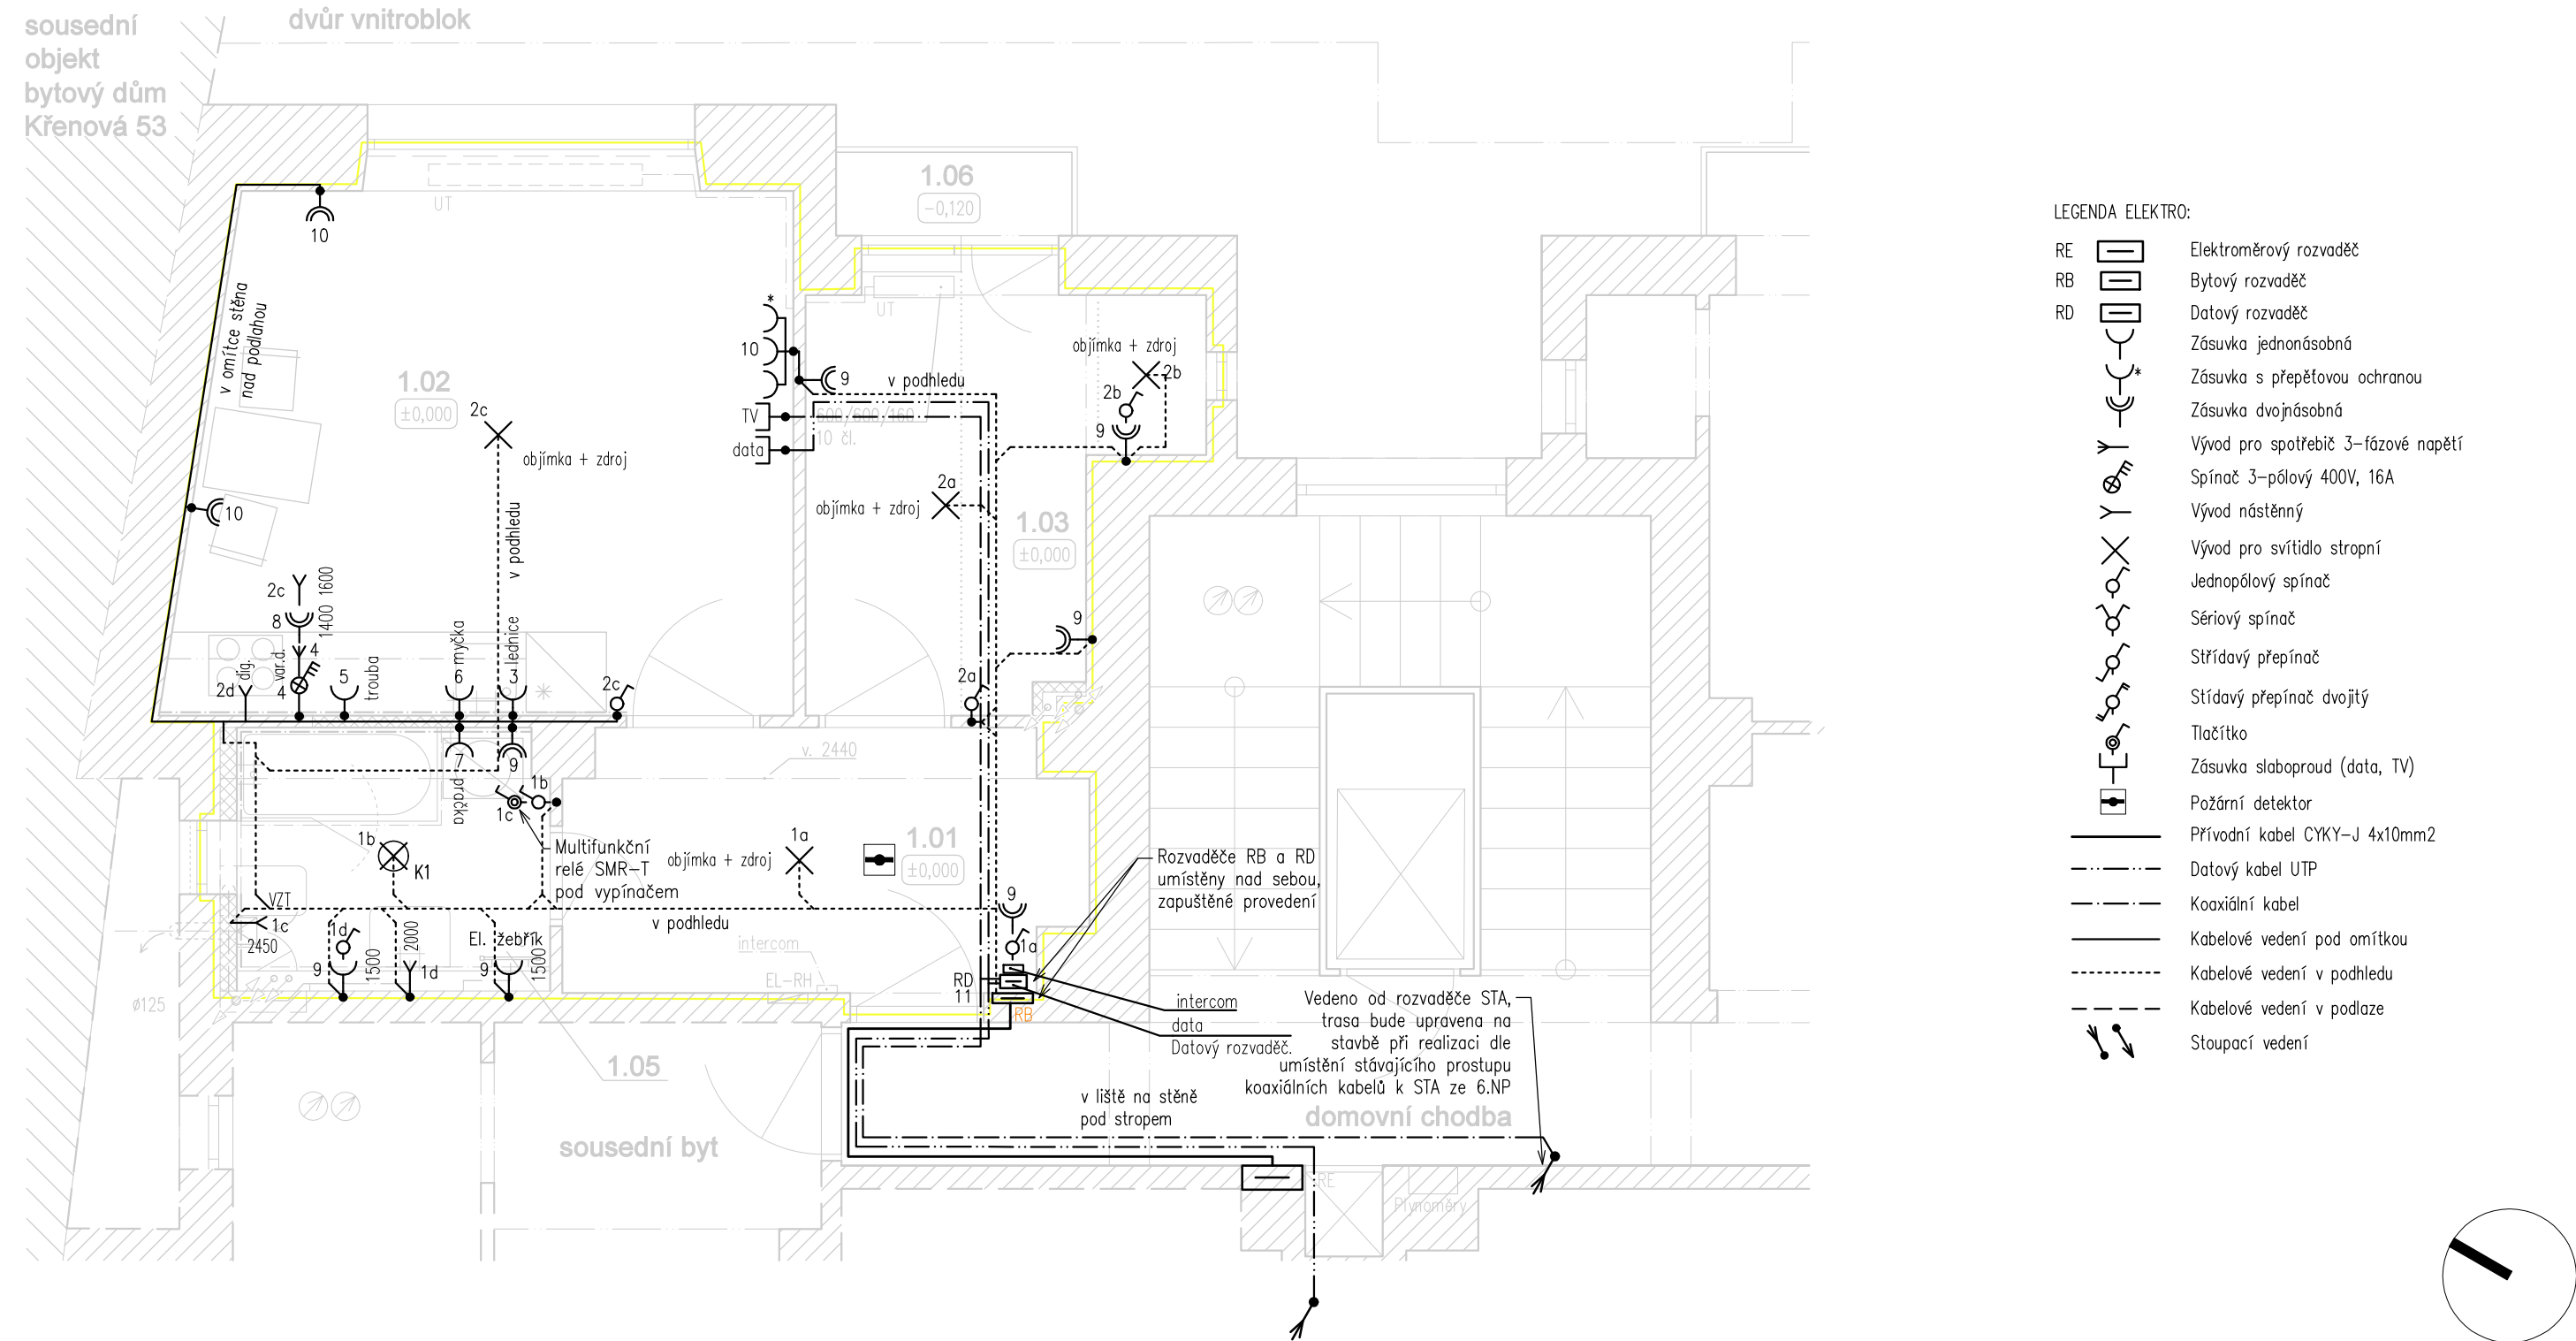 sousední
objekt
bytový dům
Křenová 53
dvůr vnitroblok
1.06
-0,120
UT
10
v omítce stěna
nad podlahou
1.02
±0,000
2c
objímka + zdroj
v podhledu
10
*
10
9
TV
data
UT
v podhledu
600/600/160
10 čl.
objímka + zdroj
2b
2b
9
2a
objímka + zdroj
1.03
±0,000
9
2a
2c
8
1400 1600
4
var.d.
4
dig.
2d
5
trouba
6
myčka
3
lednice
2c
7
pračka
9
v. 2440
1b
1c
Multifunkční
relé SMR-T
pod vypínačem
1b
K1
objímka + zdroj
1a
1.01
±0,000
Rozvaděče RB a RD
umístěny nad sebou,
zapuštěné provedení
VZT
1c
2450
1d
9
1500
2000
1d
El. žebřík
9
1500
v podhledu
intercom
EL-RH
9
1a
RD
11
RB
intercom
data
Datový rozvaděč.
ø125
1.05
Vedeno od rozvaděče STA,
trasa bude upravena na
stavbě při realizaci dle
umístění stávajícího prostupu
koaxiálních kabelů k STA ze 6.NP
v liště na stěně
pod stropem
domovní chodba
sousední byt
RE
Plynoměry
LEGENDA ELEKTRO:
RE Elektroměrový rozvaděč
RB Bytový rozvaděč
RD Datový rozvaděč
Zásuvka jednonásobná
* Zásuvka s přepěťovou ochranou
Zásuvka dvojnásobná
Vývod pro spotřebič 3-fázové napětí
Spínač 3-pólový 400V, 16A
Vývod nástěnný
Vývod pro svítidlo stropní
Jednopólový spínač
Sériový spínač
Střídavý přepínač
Stídavý přepínač dvojitý
Tlačítko
Zásuvka slaboproud (data, TV)
Požární detektor
Přívodní kabel CYKY-J 4x10mm2
Datový kabel UTP
Koaxiální kabel
Kabelové vedení pod omítkou
Kabelové vedení v podhledu
Kabelové vedení v podlaze
Stoupací vedení